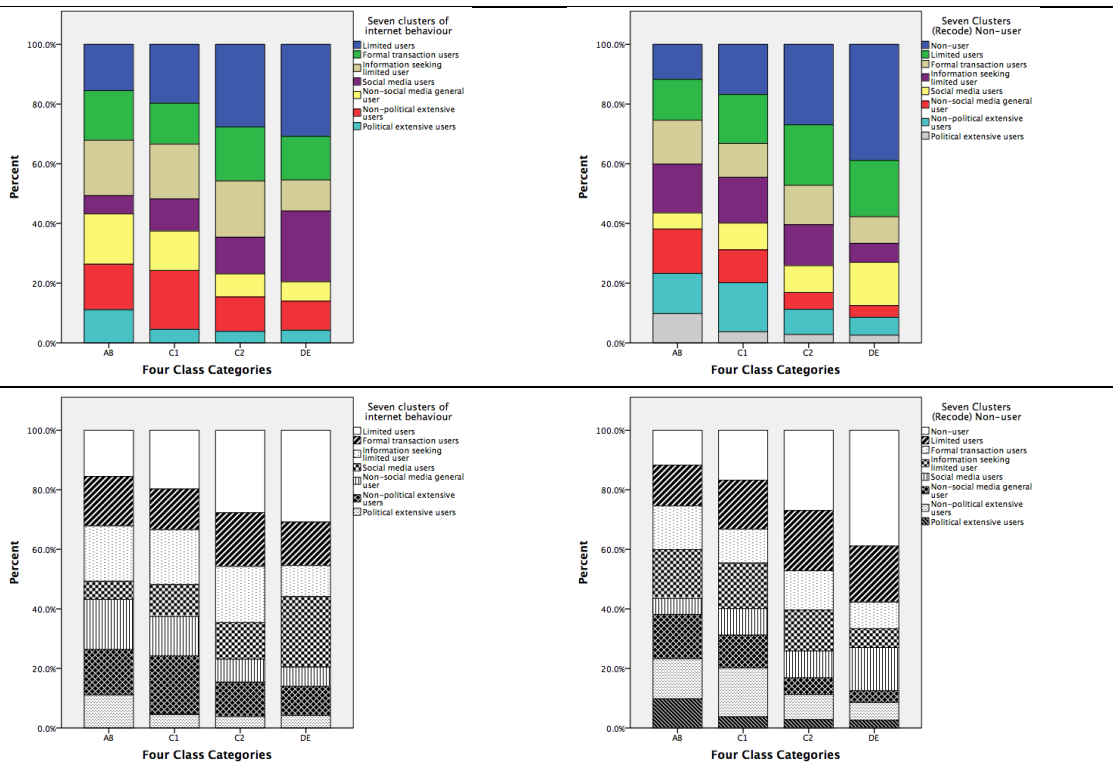 Seven clusters of
internet behaviour
Limited users
Formal transaction users
Information seeking
limited user
Social media users
Non-social media general
user
Non-political extensive
users
Political extensive users
100.0%
80.0%
60.0%
40.0%
20.0%
0.0%
Percent
AB
C1
C2
DE
Four Class Categories
Seven Clusters
(Recode) Non-user
Non-user
Limited users
Formal transaction users
Information seeking
limited user
Social media users
Non-social media general
user
Non-political extensive
users
Political extensive users
100.0%
80.0%
60.0%
40.0%
20.0%
0.0%
Percent
AB
C1
C2
DE
Four Class Categories
Seven clusters of
internet behaviour
Limited users
Formal transaction users
Information seeking
limited user
Social media users
Non-social media general
user
Non-political extensive
users
Political extensive users
100.0%
80.0%
60.0%
40.0%
20.0%
0.0%
Percent
AB
C1
C2
DE
Four Class Categories
Seven Clusters
(Recode) Non-user
Non-user
Limited users
Formal transaction users
Information seeking
limited user
Social media users
Non-social media general
user
Non-political extensive
users
Political extensive users
100.0%
80.0%
60.0%
40.0%
20.0%
0.0%
Percent
AB
C1
C2
DE
Four Class Categories